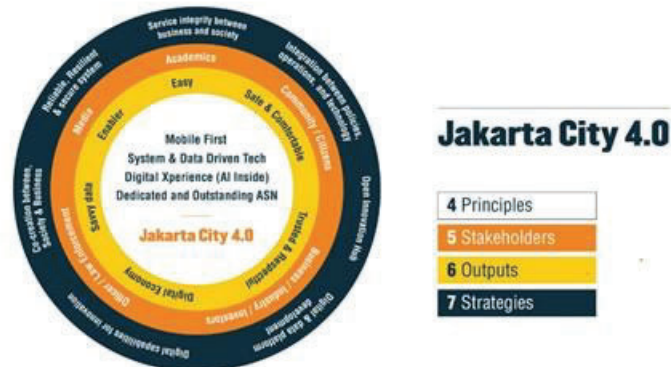 Service integrity between
business and society
Integration between policies,
operations, and technology
Open Innovation Hub
Digital & data platform
development
Digital capabilities for innovation
Co-creation between,
Society & Business
Reliable, Resilient
& secure system
Academics
Community / Citizens
Business / Industry / Investors
Officer / Law Enforcement
Media
Easy
Safe & Comfortable
Trusted & Respectful
Digital Economy
Savvy data
Enabler
Mobile First
System & Data Driven Tech
Digital Xperience (AI Inside)
Dedicated and Outstanding ASN
Jakarta City 4.0
Jakarta City 4.0
4 Principles
5 Stakeholders
6 Outputs
7 Strategies